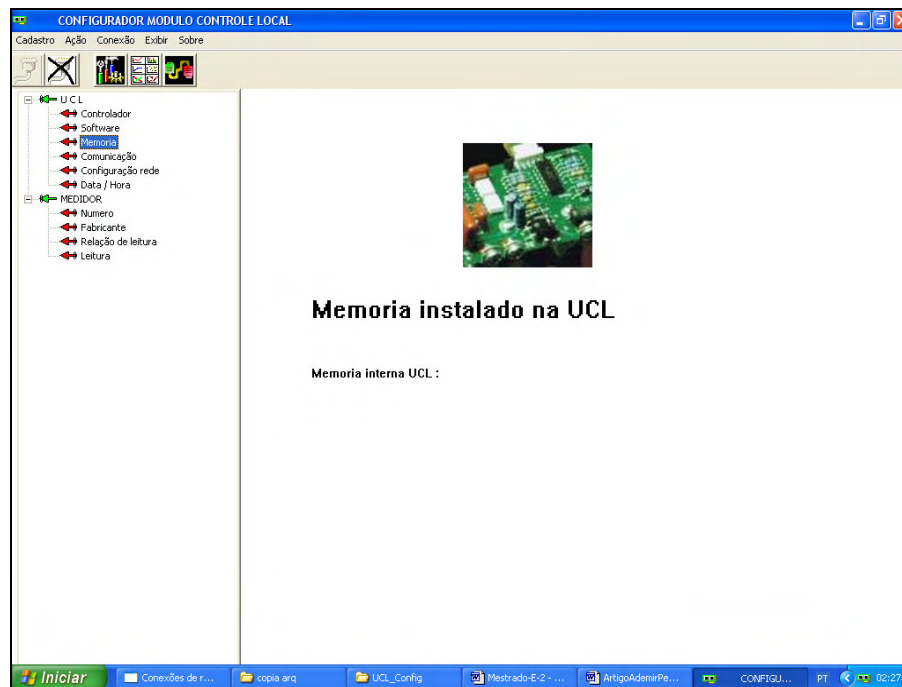 CONFIGURADOR MODULO CONTROLE LOCAL
Cadastro Ação Conexão Exibir Sobre
U C L
Controlador
Software
Memoria
Comunicação
Configuração rede
Data / Hora
MEDIDOR
Numero
Fabricante
Relação de leitura
Leitura
Memoria instalado na UCL
Memoria interna UCL :
Iniciar Conexões de r... copia arq UCL_Config Mestrado-E-2 - ... ArtigoAdemirPe... CONFIGU... PT 02:27